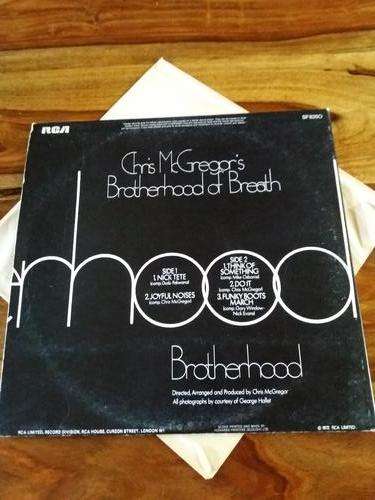 RCA
SF 8260
Chris McGregor's
Brotherhood of Breath
erhood
SIDE 1
1. NICK TETE
(comp. Dudu Pukwana)
2. JOYFUL NOISES
(comp. Chris McGregor)
SIDE 2
1. THINK OF
SOMETHING
(comp. Mike Osborne)
2. DO IT
(comp. Chris McGregor)
3. FUNKY BOOTS
MARCH
(comp. Gary Windo-
Nick Evans)
Brotherhood
Directed, Arranged and Produced by Chris McGregor
All photographs by courtesy of George Hallet
RCA LIMITED, RECORD DIVISION, RCA HOUSE, CURZON STREET, LONDON W1
© 1972 RCA LIMITED.